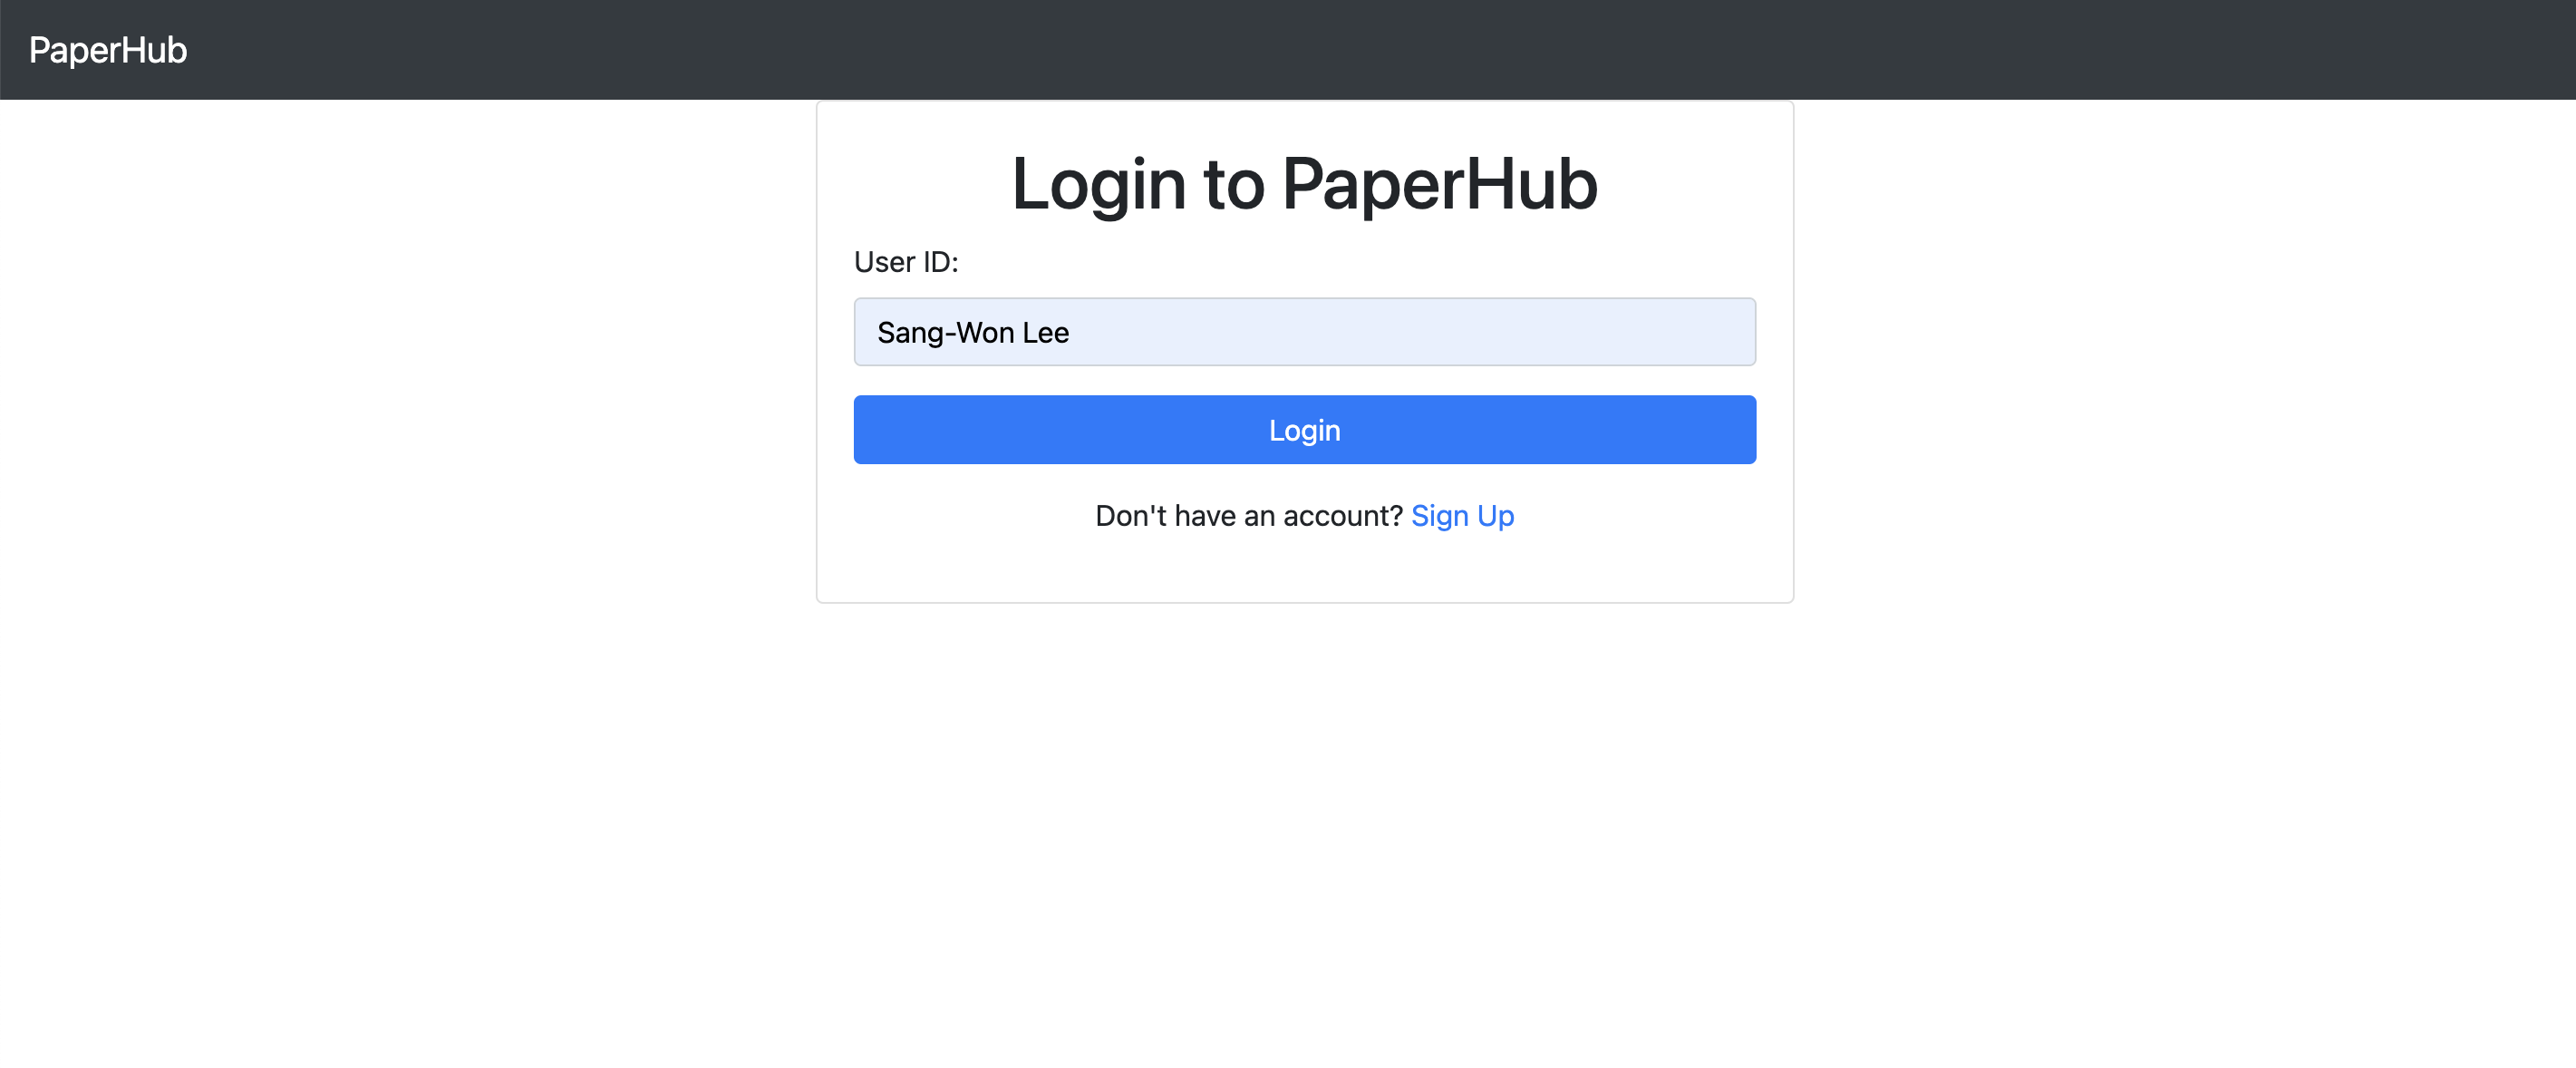 PaperHub
Login to PaperHub
User ID:
Sang-Won Lee
Login
Don't have an account? Sign Up